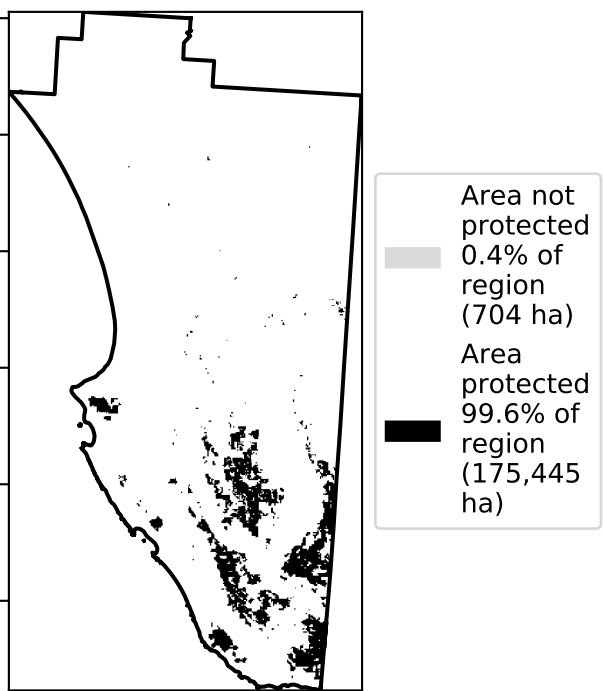 Area not
protected
0.4% of
region
(704 ha)
Area
protected
99.6% of
region
(175,445
ha)